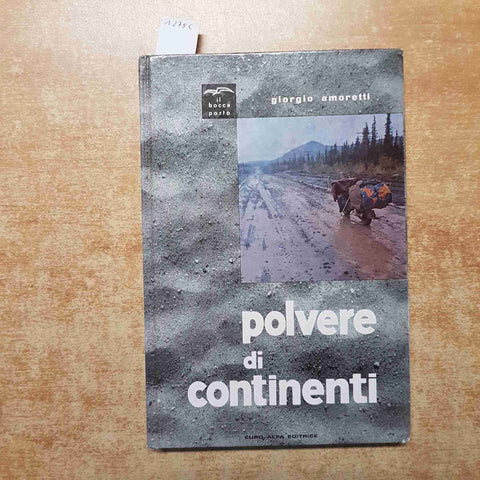 il
bocca
porto
giorgio amoretti
polvere
di
continenti
EURO ALFA EDITRICE